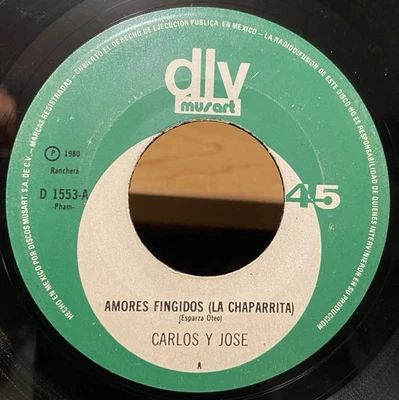 HECHO EN MEXICO POR DISCOS MUSART, S.A. DE C.V. - MARCAS REGISTRADAS - CUBIERTO EL DERECHO DE EJECUCION PUBLICA EN MEXICO - LA RADIODIFUSION DE ESTE DISCO NO ES RESPONSABILIDAD DE QUIENES INTERVINIERON EN SU PRODUCCION
dlv
musart
℗ 1980
Ranchera
D 1553-A
-Pham-
45
AMORES FINGIDOS (LA CHAPARRITA)
(Esparza Oteo)
CARLOS Y JOSE
A